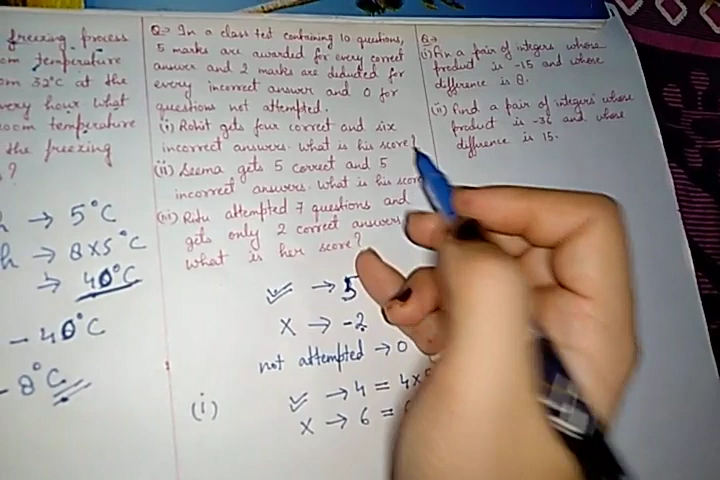 freezing process
om temperature
om 32°C at the
very hour what
room temperature
the freezing
?
→ 5°C
→ 8×5°C
→ 40°C
- 40°C
- 8°C
Q→ In a class test containing 10 questions,
5 marks are awarded for every correct
answer and 2 marks are deducted for
every incorrect answer and 0 for
questions not attempted.
(i) Rohit gets four correct and six
incorrect answers. What is his score?
(ii) Seema gets 5 correct and 5
incorrect answers. What is his score
(iii) Ritu attempted 7 questions and
gets only 2 correct answers
What is her score?
✓ → 5
X → -2
not attempted → 0
(i) ✓ → 4 = 4×5
X → 6 =
Q→
(i) Fin a pair of integers whose
product is -15 and whose
difference is 8.
(ii) Find a pair of integers whose
product is -36 and whose
difference is 15.